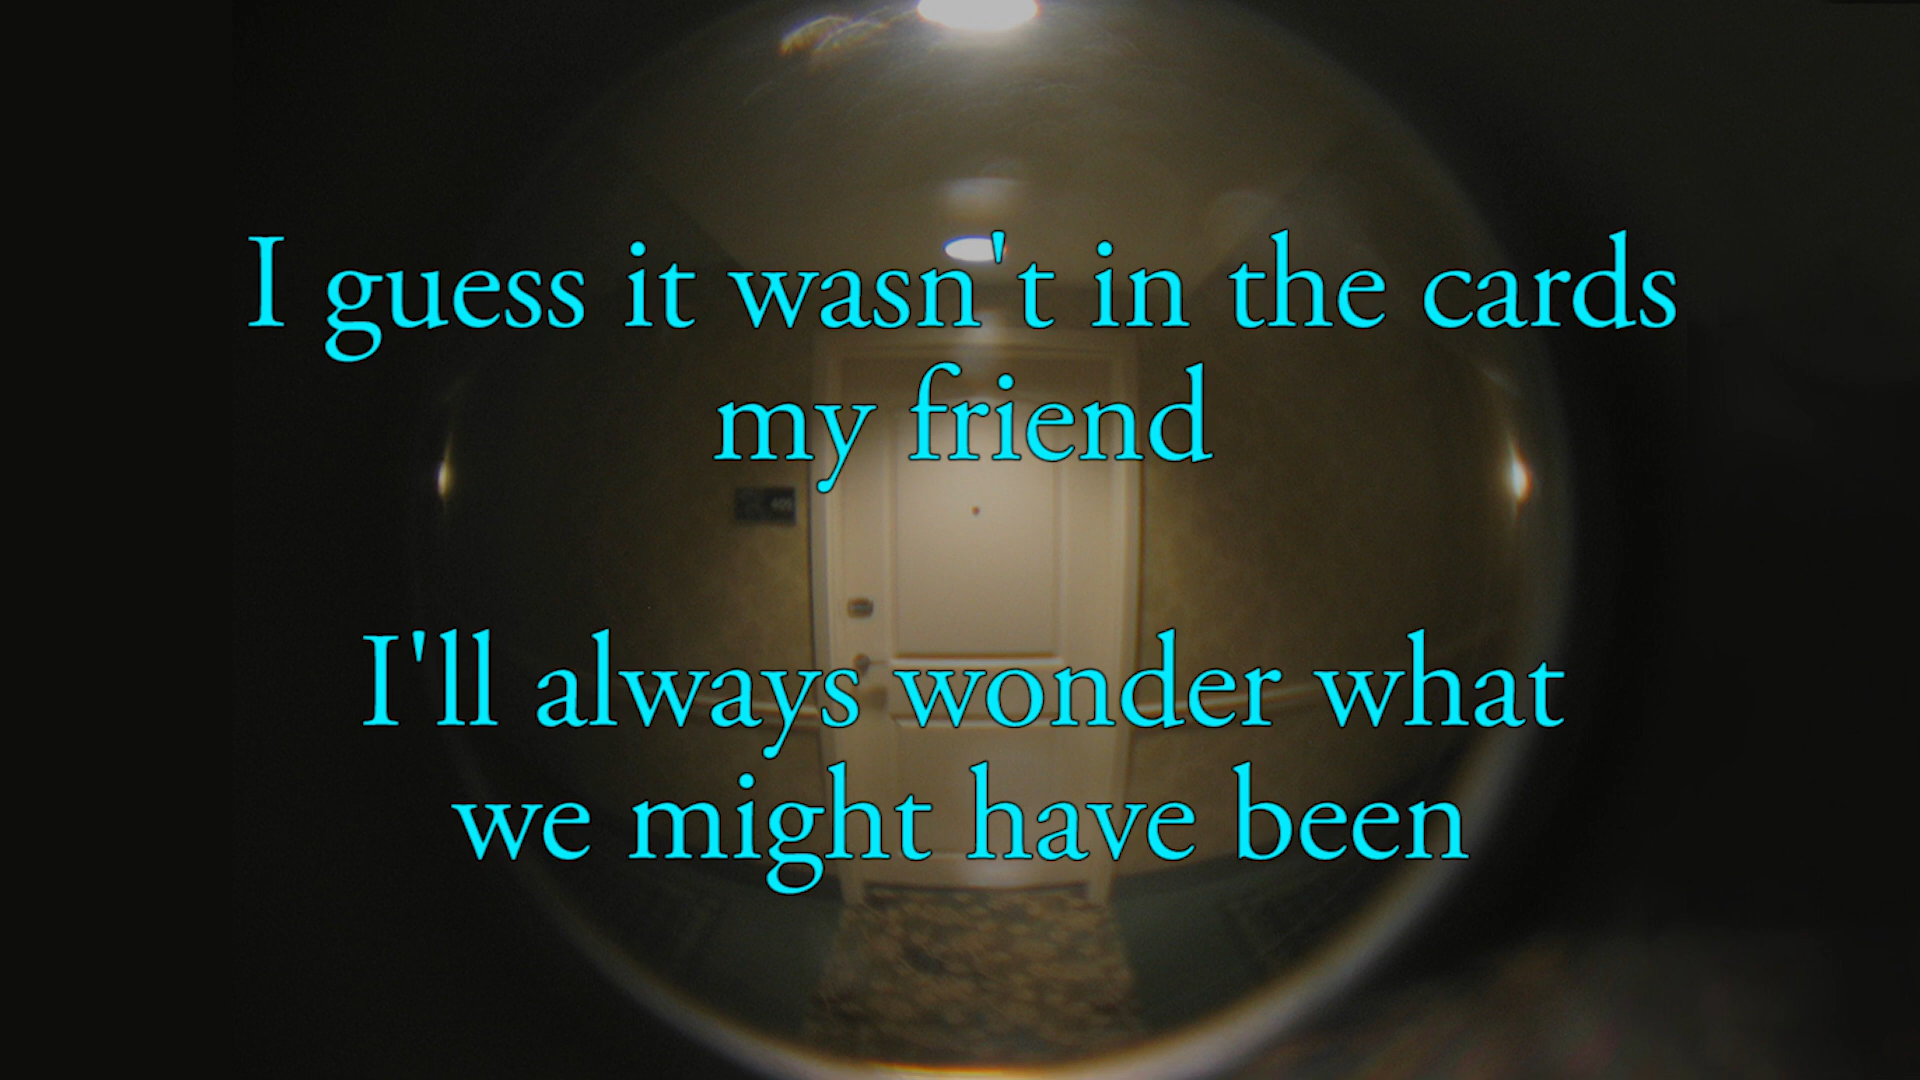 I guess it wasn't in the cards
my friend
I'll always wonder what
we might have been